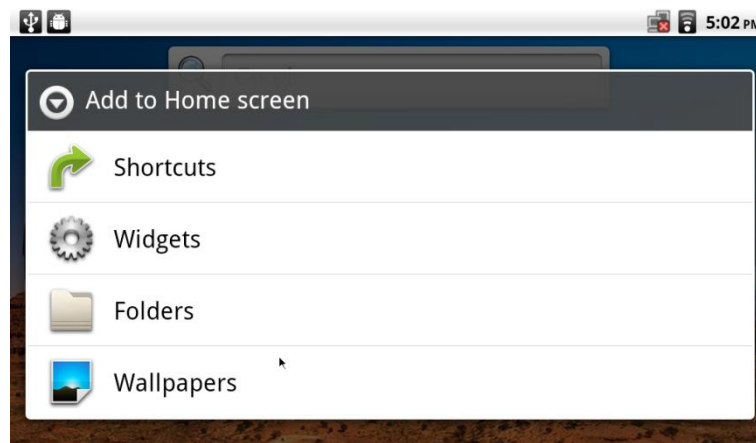 5:02 PM
Add to Home screen
Shortcuts
Widgets
Folders
Wallpapers